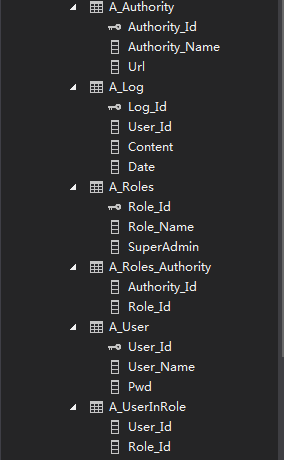 A_Authority
Authority_Id
Authority_Name
Url
A_Log
Log_Id
User_Id
Content
Date
A_Roles
Role_Id
Role_Name
SuperAdmin
A_Roles_Authority
Authority_Id
Role_Id
A_User
User_Id
User_Name
Pwd
A_UserInRole
User_Id
Role_Id